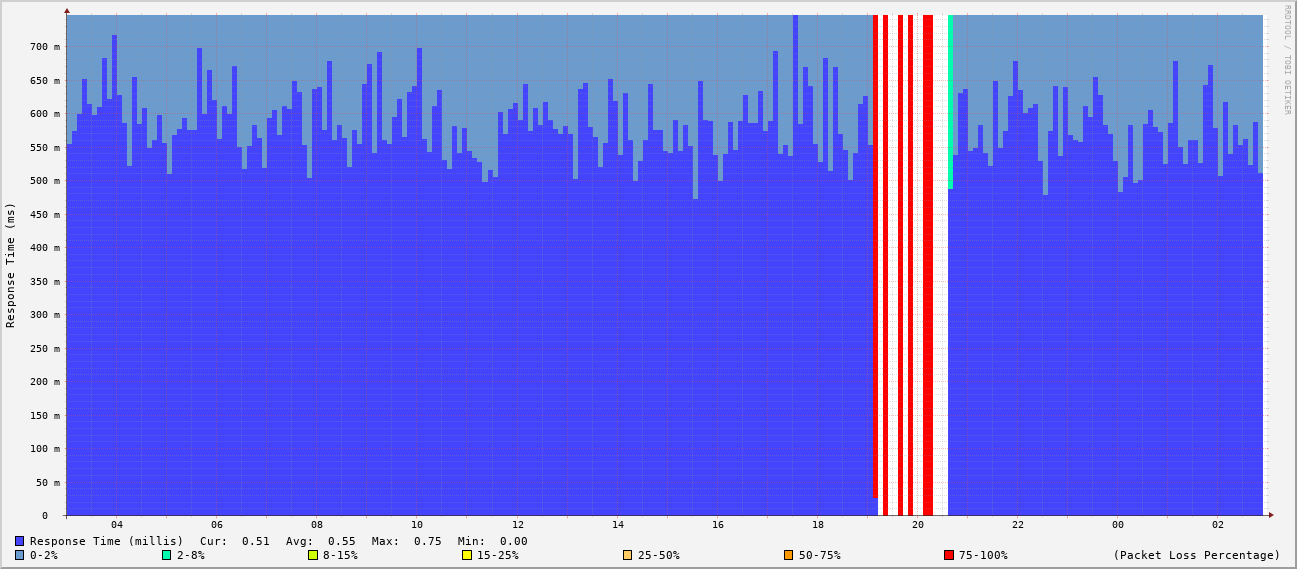 RRDTOOL / TOBI OETIKER
Response Time (ms)
700 m
650 m
600 m
550 m
500 m
450 m
400 m
350 m
300 m
250 m
200 m
150 m
100 m
50 m
0
04 06 08 10 12 14 16 18 20 22 00 02
Response Time (millis) Cur: 0.51 Avg: 0.55 Max: 0.75 Min: 0.00
0-2% 2-8% 8-15% 15-25% 25-50% 50-75% 75-100% (Packet Loss Percentage)